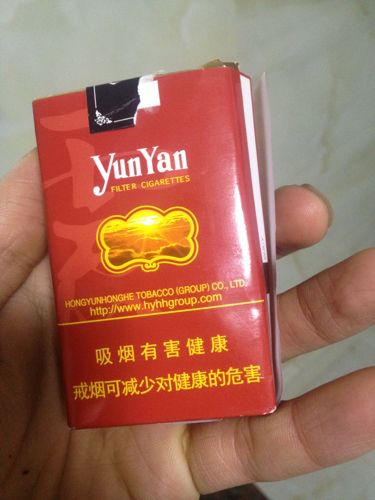 YunYan
FILTER CIGARETTES
HONGYUNHONGHE TOBACCO (GROUP) CO., LTD.
http://www.hyhhgroup.com
吸烟有害健康
戒烟可减少对健康的危害